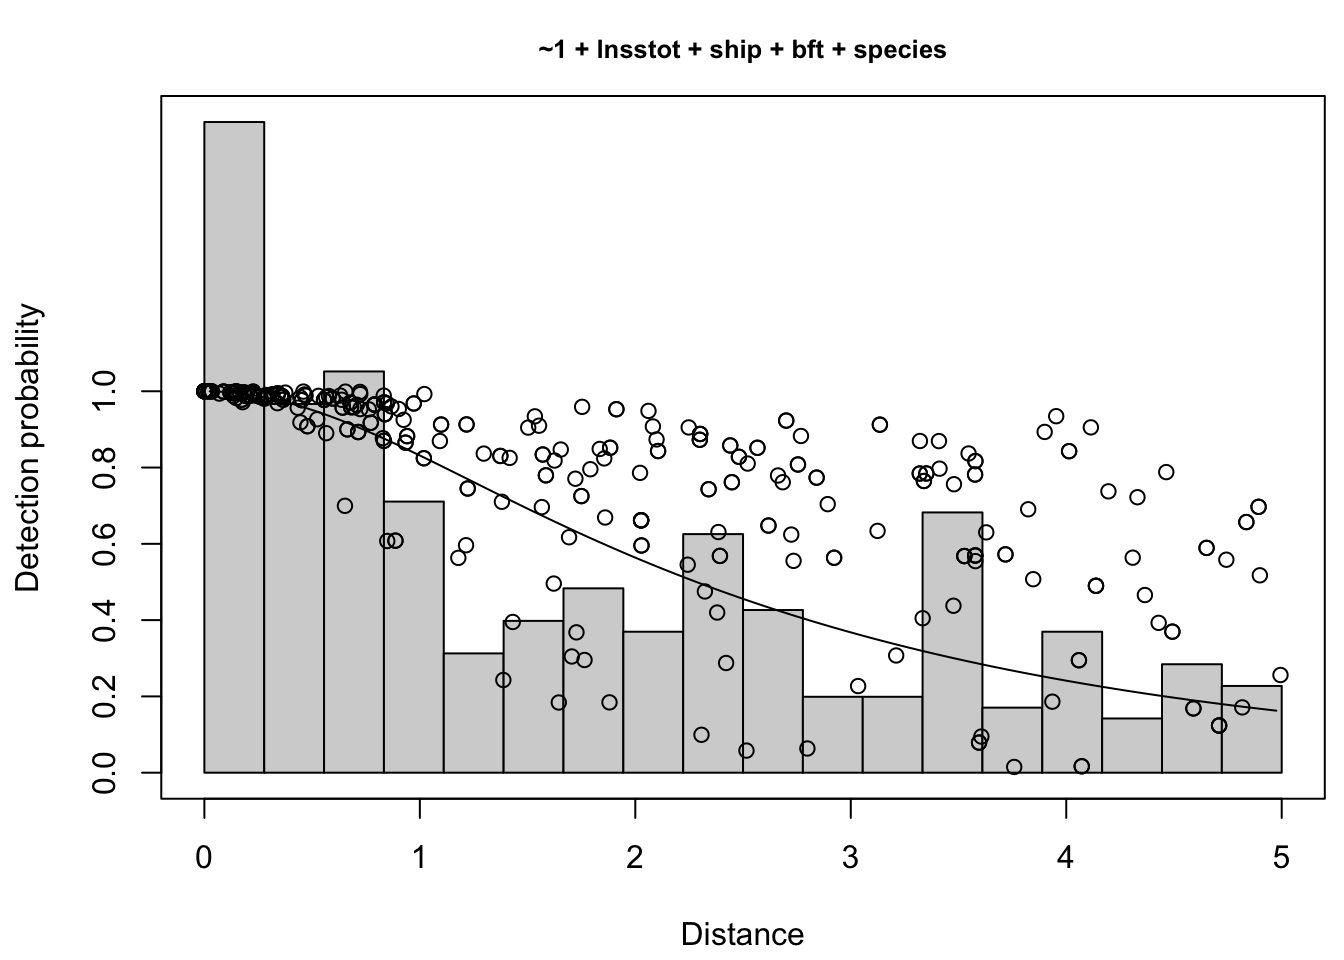 ~1 + lnsstot + ship + bft + species
Detection probability
1.0
0.8
0.6
0.4
0.2
0.0
0 1 2 3 4 5
Distance